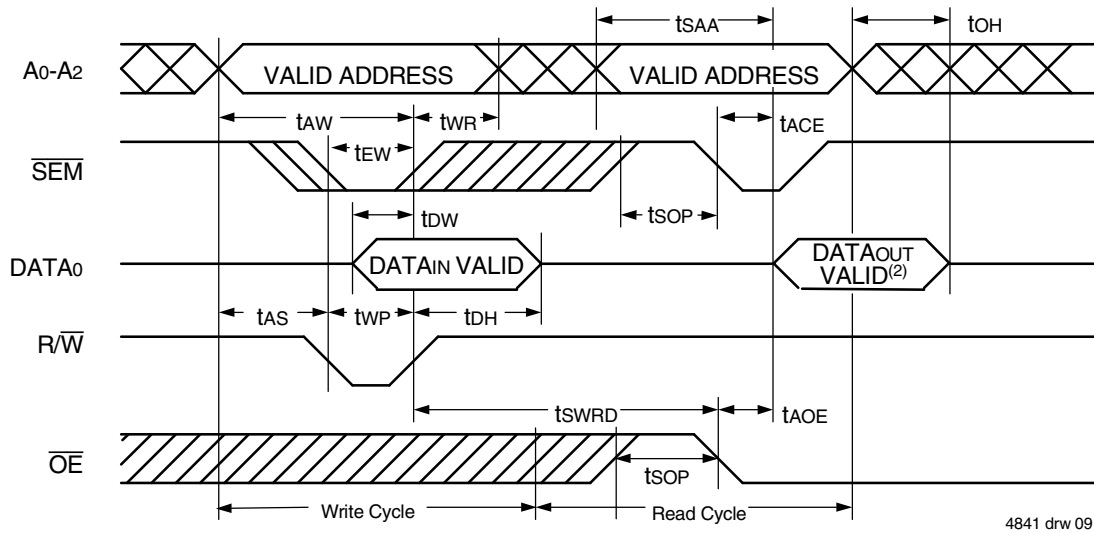 tSAA
tOH
A0-A2
VALID ADDRESS
VALID ADDRESS
tAW
tWR
tACE
tEW
SEM
tSOP
tDW
DATA0
DATAIN VALID
DATAOUT
VALID(2)
tAS
tWP
tDH
R/W
tSWRD
tAOE
OE
tSOP
Write Cycle
Read Cycle
4841 drw 09